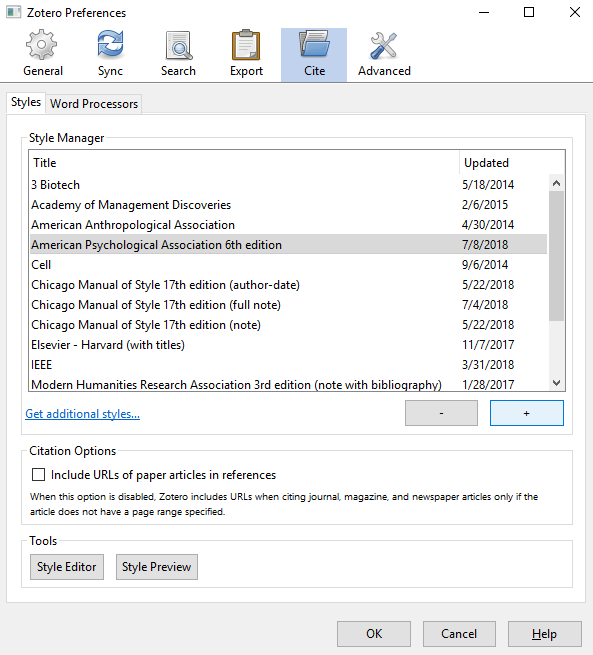 Zotero Preferences
General Sync Search Export Cite Advanced
Styles Word Processors
Style Manager
Title Updated
3 Biotech 5/18/2014
Academy of Management Discoveries 2/6/2015
American Anthropological Association 4/30/2014
American Psychological Association 6th edition 7/8/2018
Cell 9/6/2014
Chicago Manual of Style 17th edition (author-date) 5/22/2018
Chicago Manual of Style 17th edition (full note) 7/4/2018
Chicago Manual of Style 17th edition (note) 5/22/2018
Elsevier - Harvard (with titles) 11/7/2017
IEEE 3/31/2018
Modern Humanities Research Association 3rd edition (note with bibliography) 1/28/2017
Get additional styles... - +
Citation Options
Include URLs of paper articles in references
When this option is disabled, Zotero includes URLs when citing journal, magazine, and newspaper articles only if the
article does not have a page range specified.
Tools
Style Editor Style Preview
OK Cancel Help